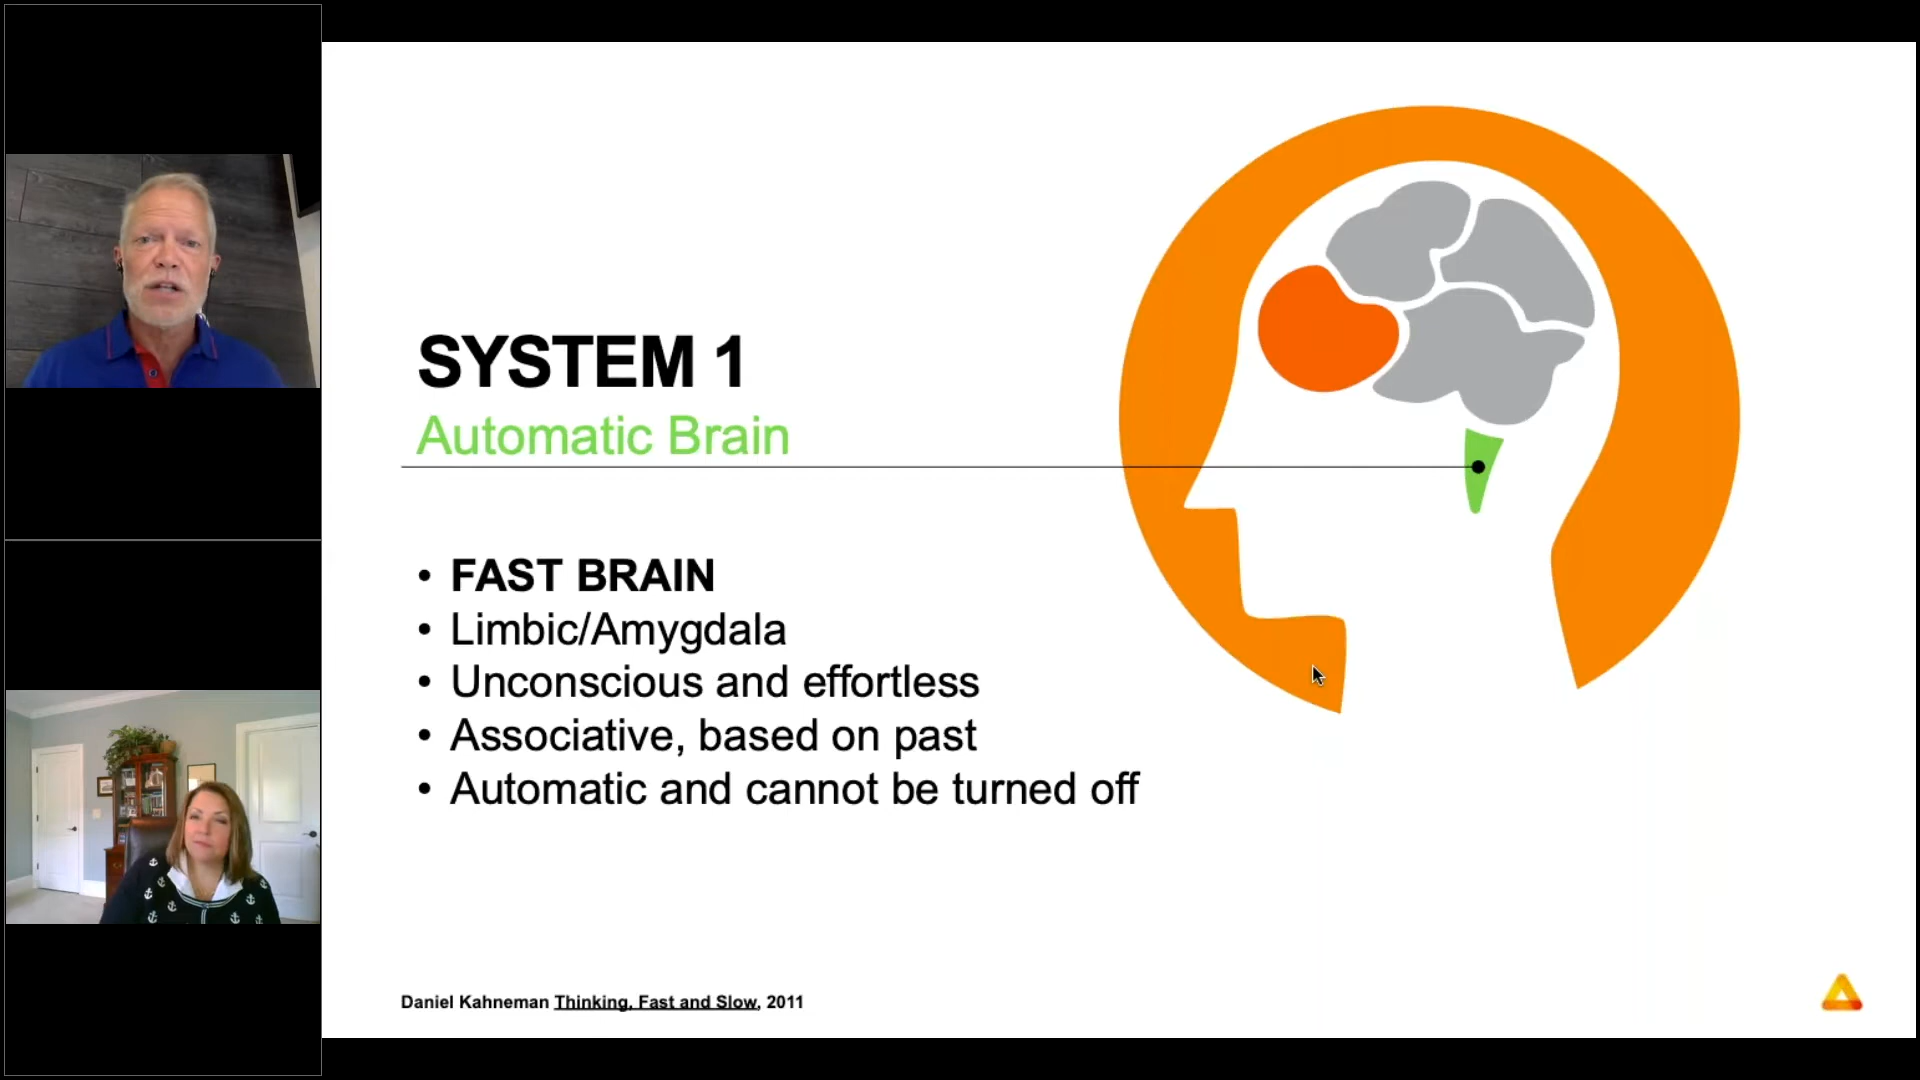 SYSTEM 1
Automatic Brain
• FAST BRAIN
• Limbic/Amygdala
• Unconscious and effortless
• Associative, based on past
• Automatic and cannot be turned off
Daniel Kahneman Thinking, Fast and Slow, 2011